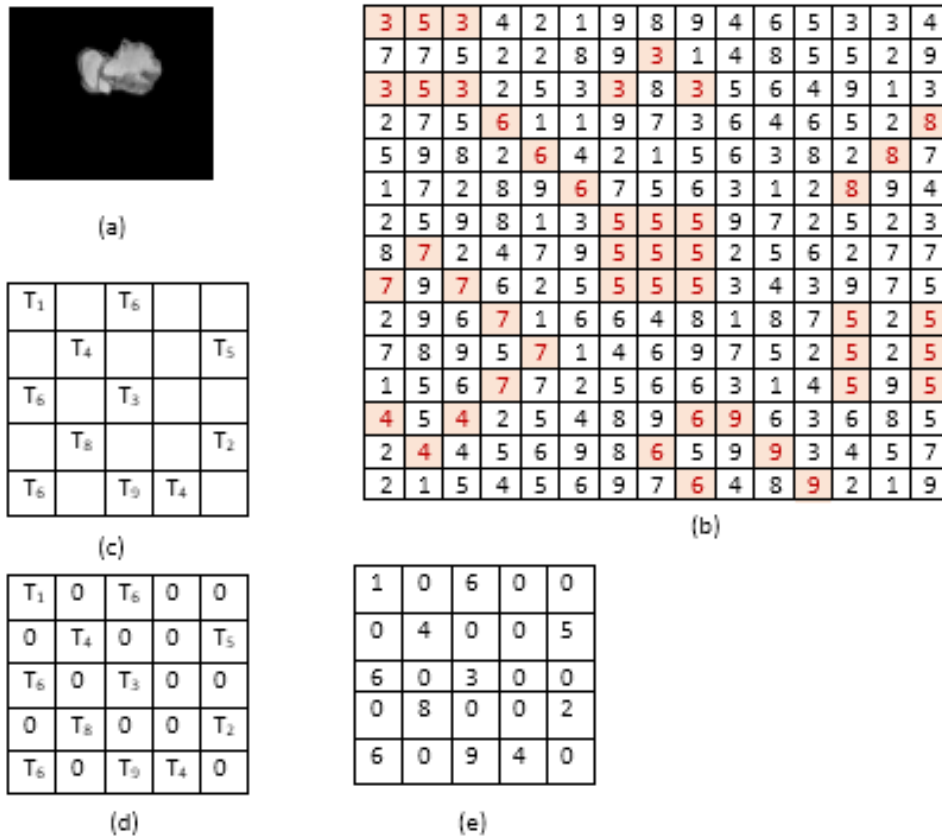 (a)
3 5 3 4 2 1 9 8 9 4 6 5 3 3 4
7 7 5 2 2 8 9 3 1 4 8 5 5 2 9
3 5 3 2 5 3 3 8 3 5 6 4 9 1 3
2 7 5 6 1 1 9 7 3 6 4 6 5 2 8
5 9 8 2 6 4 2 1 5 6 3 8 2 8 7
1 7 2 8 9 6 7 5 6 3 1 2 8 9 4
2 5 9 8 1 3 5 5 5 9 7 2 5 2 3
8 7 2 4 7 9 5 5 5 2 5 6 2 7 7
7 9 7 6 2 5 5 5 5 3 4 3 9 7 5
2 9 6 7 1 6 6 4 8 1 8 7 5 2 5
7 8 9 5 7 1 4 6 9 7 5 2 5 2 5
1 5 6 7 7 2 5 6 6 3 1 4 5 9 5
4 5 4 2 5 4 8 9 6 9 6 3 6 8 5
2 4 4 5 6 9 8 6 5 9 9 3 4 5 7
2 1 5 4 5 6 9 7 6 4 8 9 2 1 9
(b)
T₁ T₆
T₄ T₅
T₆ T₃
T₈ T₂
T₆ T₉ T₄
(c)
T₁ 0 T₆ 0 0
0 T₄ 0 0 T₅
T₆ 0 T₃ 0 0
0 T₈ 0 0 T₂
T₆ 0 T₉ T₄ 0
(d)
1 0 6 0 0
0 4 0 0 5
6 0 3 0 0
0 8 0 0 2
6 0 9 4 0
(e)